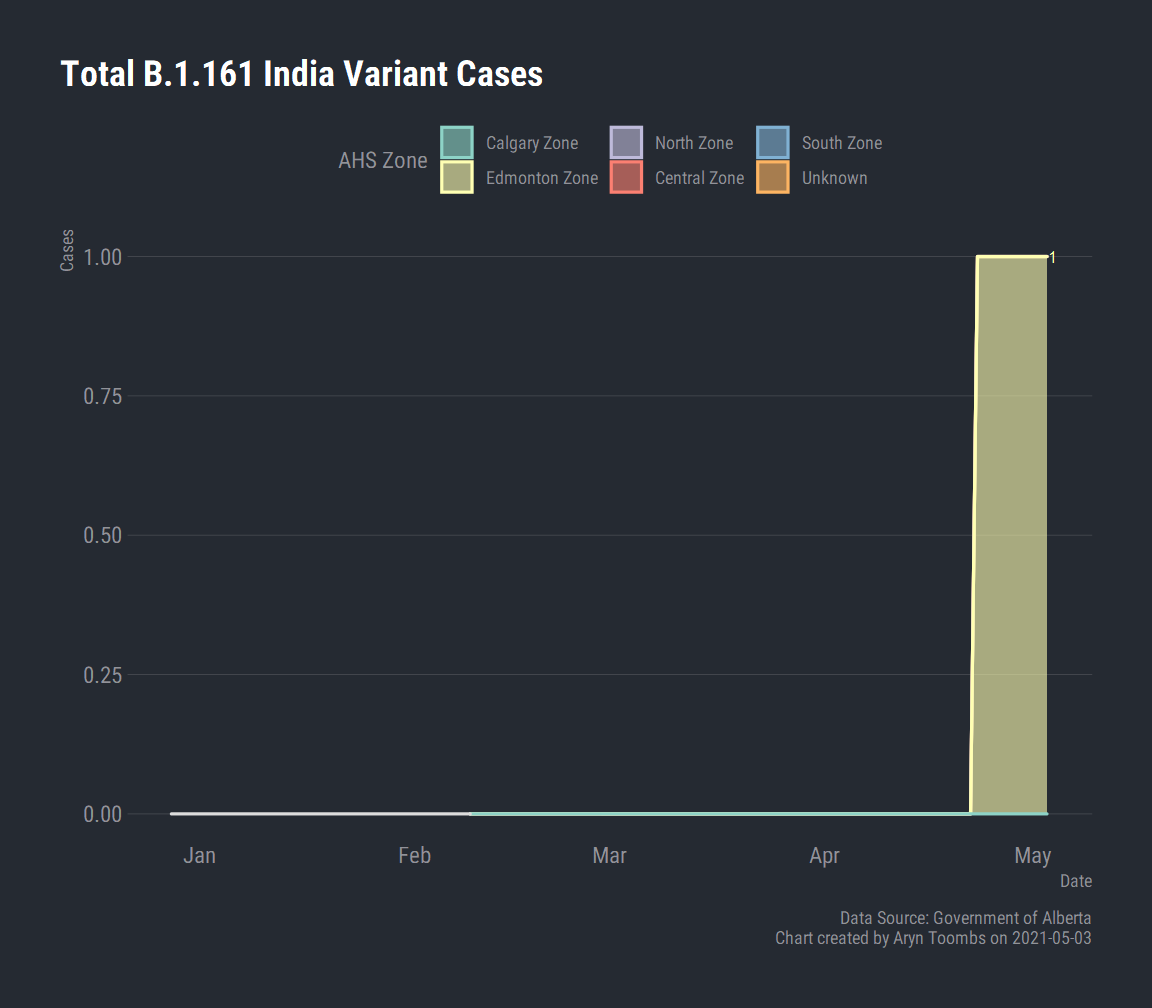 Total B.1.161 India Variant Cases
AHS Zone
Calgary Zone
North Zone
South Zone
Edmonton Zone
Central Zone
Unknown
Cases
1.00
1
0.75
0.50
0.25
0.00
Jan
Feb
Mar
Apr
May
Date
Data Source: Government of Alberta
Chart created by Aryn Toombs on 2021-05-03